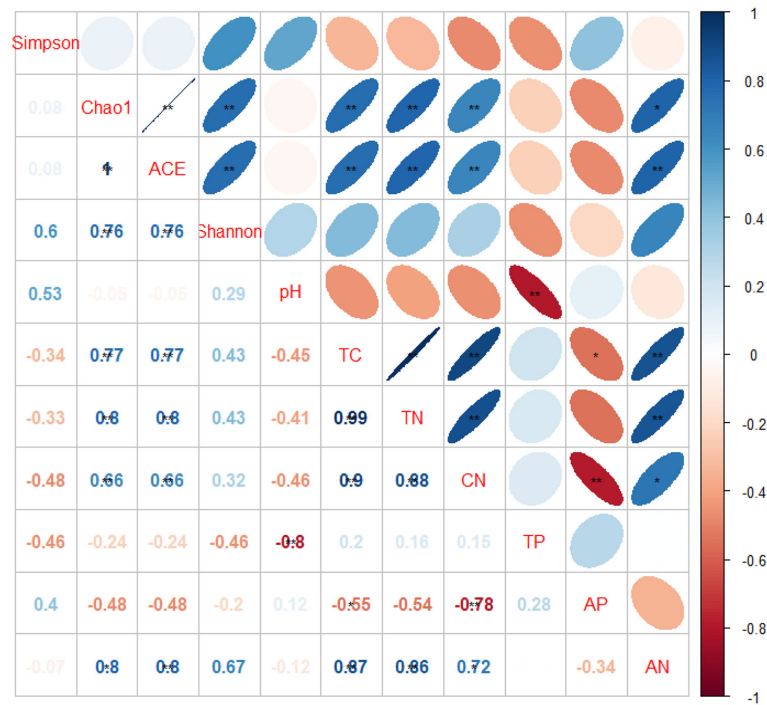 Simpson
0.08 Chao1 ** ** ** ** ** *
0.08 1** ACE ** ** ** ** **
0.6 0.76** 0.76** Shannon
0.53 -0.05 -0.05 0.29 pH **
-0.34 0.77** 0.77** 0.43 -0.45 TC ** ** * **
-0.33 0.8** 0.8** 0.43 -0.41 0.99** TN ** **
-0.48 0.66** 0.66** 0.32 -0.46 0.9** 0.88** CN ** *
-0.46 -0.24 -0.24 -0.46 -0.8** 0.2 0.16 0.15 TP
0.4 -0.48 -0.48 -0.2 0.12 -0.55* -0.54 -0.78** 0.28 AP
-0.07 0.8* 0.8** 0.67 -0.12 0.87** 0.86** 0.72* -0.34 AN
1
0.8
0.6
0.4
0.2
0
-0.2
-0.4
-0.6
-0.8
-1